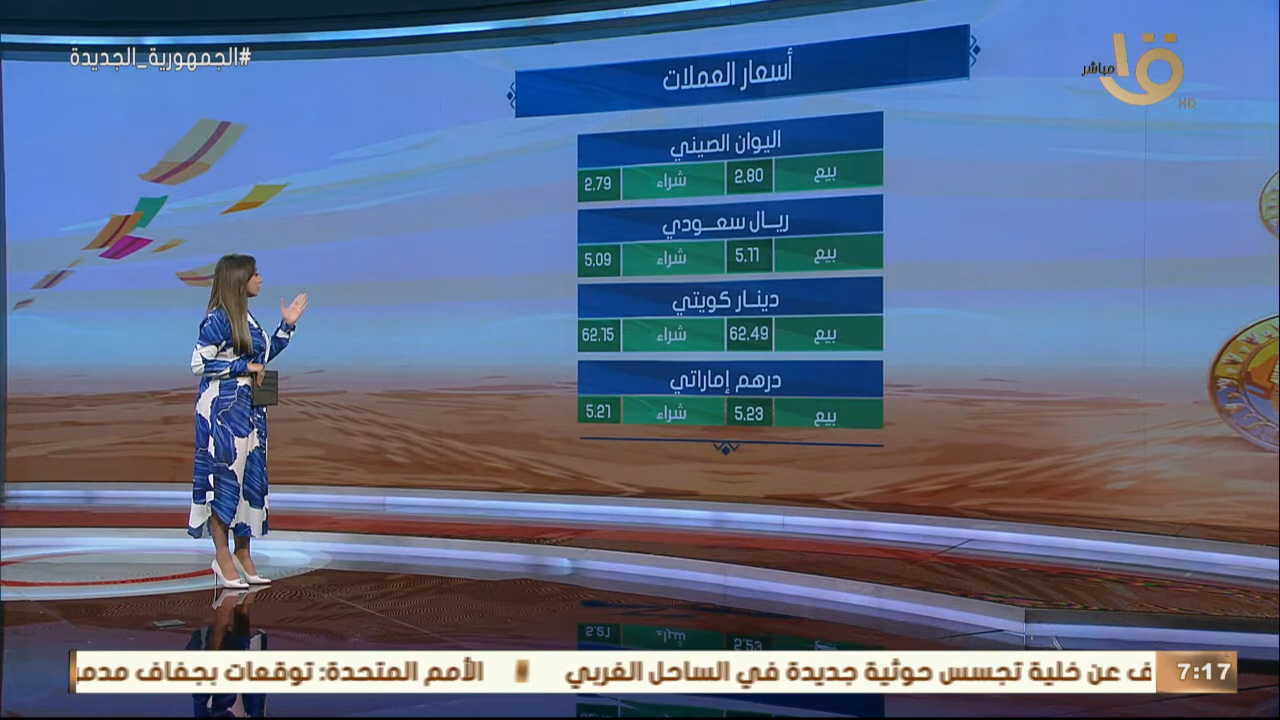 #الجمهورية_الجديدة
مباشر
HD
أسعار العملات
اليوان الصيني
بيع 2.80 شراء 2.79
ريال سعودي
بيع 5.11 شراء 5.09
دينار كويتي
بيع 62.49 شراء 62.15
درهم إماراتي
بيع 5.23 شراء 5.21
7:17
ف عن خلية تجسس حوثية جديدة في الساحل الغربي الأمم المتحدة: توقعات بجفاف مدمـ